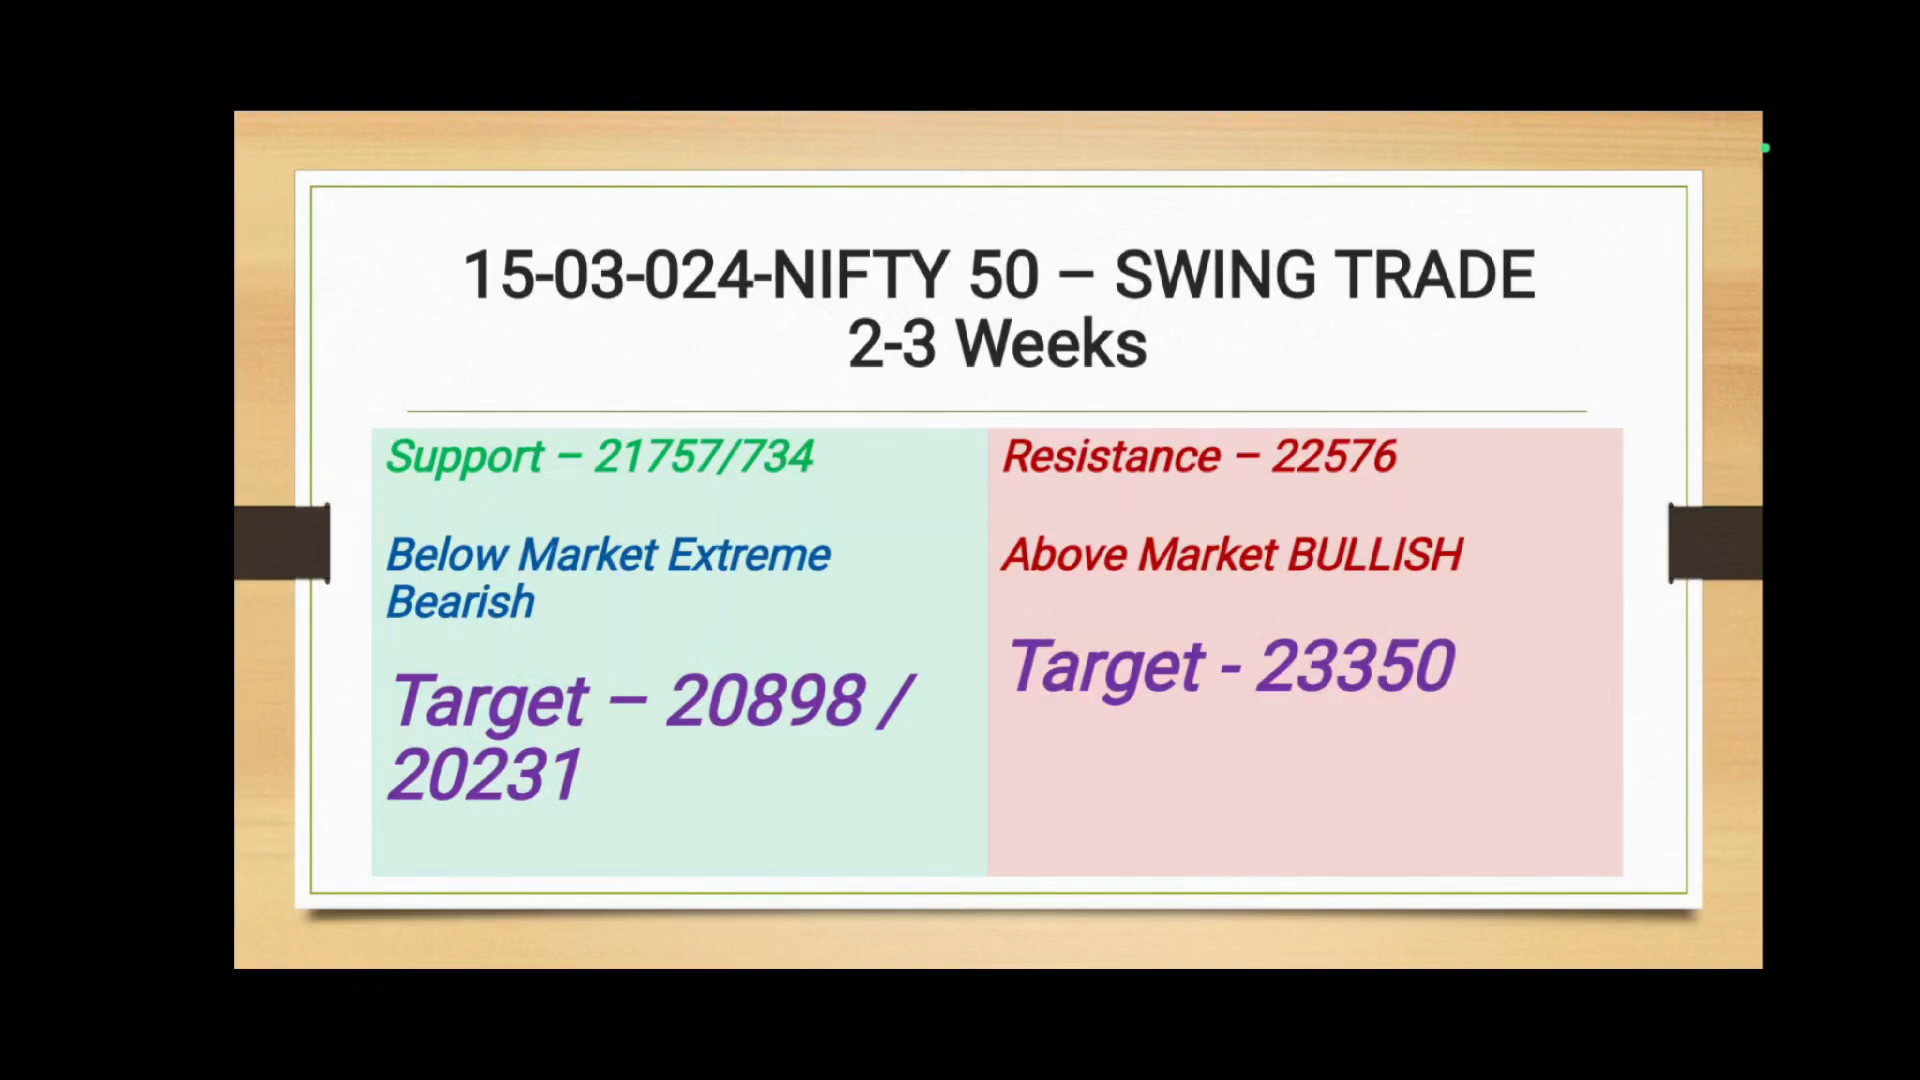 15-03-024-NIFTY 50 – SWING TRADE
2-3 Weeks
Support – 21757/734
Below Market Extreme
Bearish
Target – 20898 /
20231
Resistance – 22576
Above Market BULLISH
Target - 23350